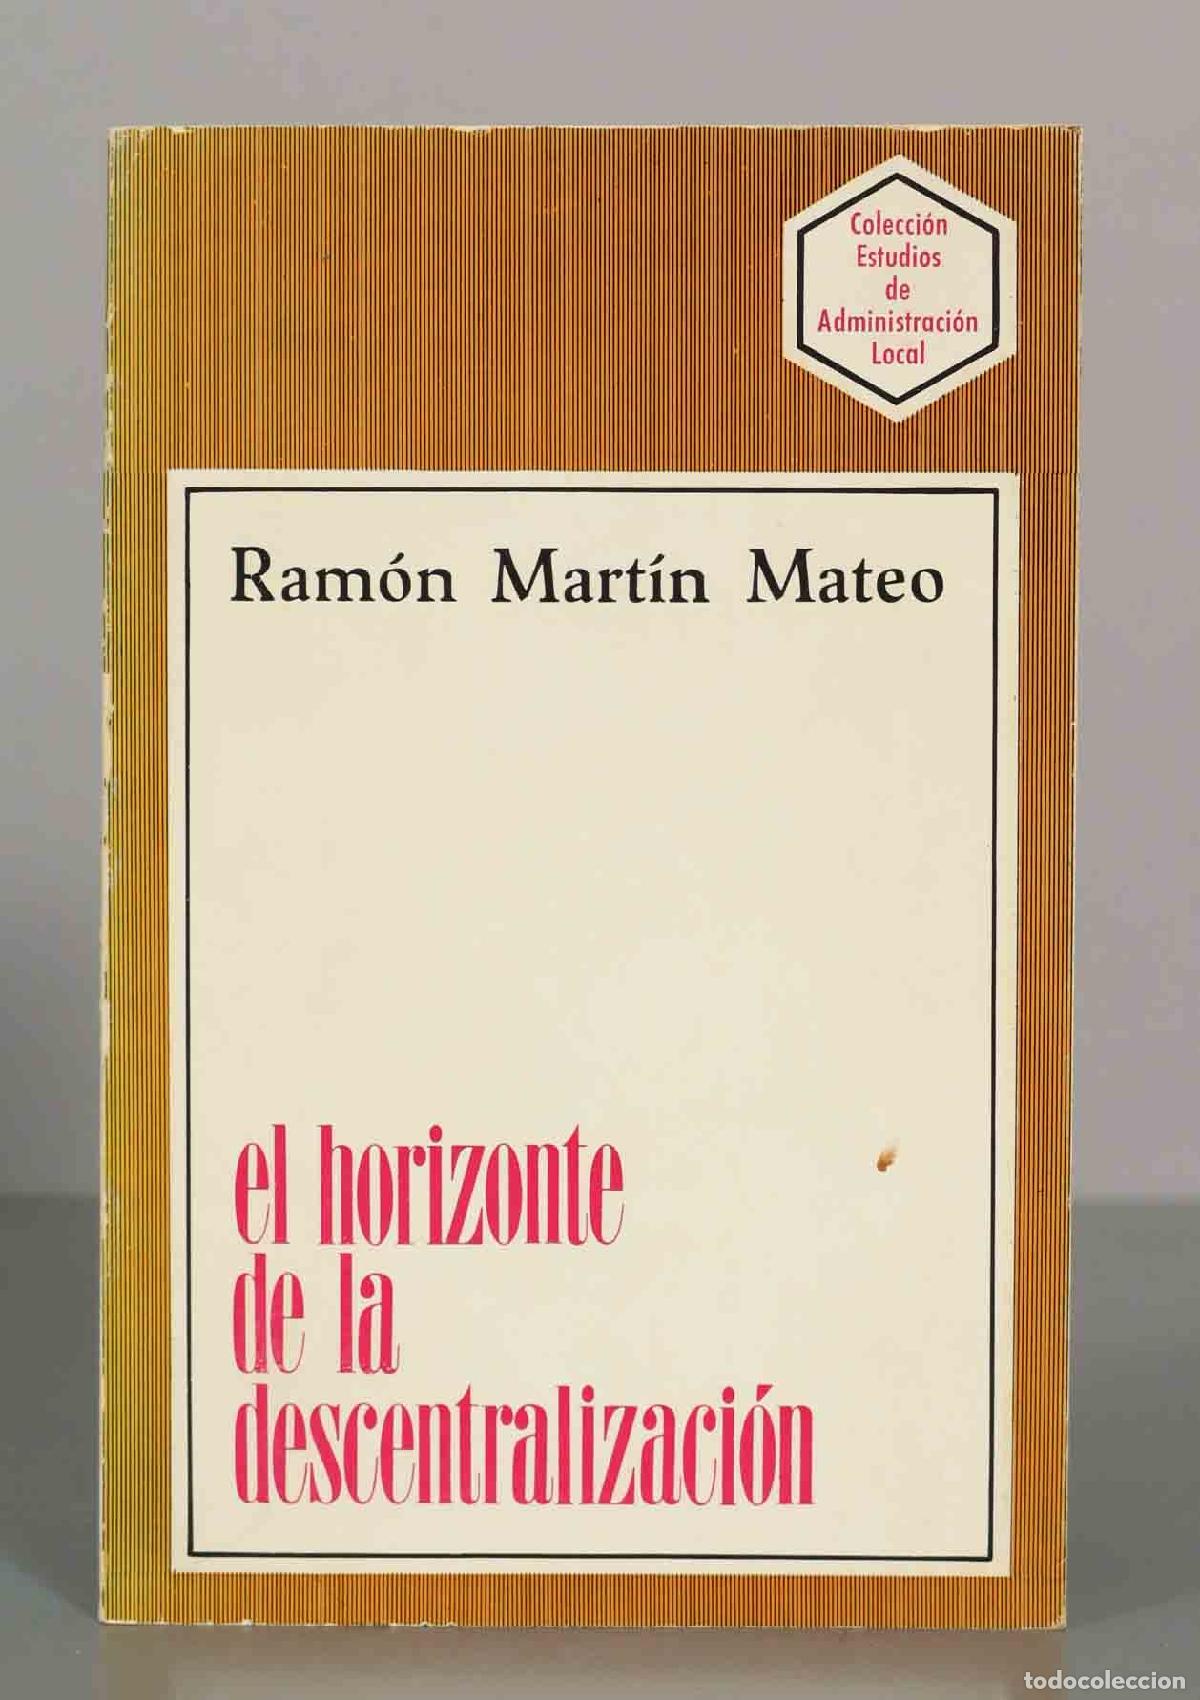 Colección
Estudios
de
Administración
Local
Ramón Martín Mateo
el horizonte
de la
descentralización
todocoleccion